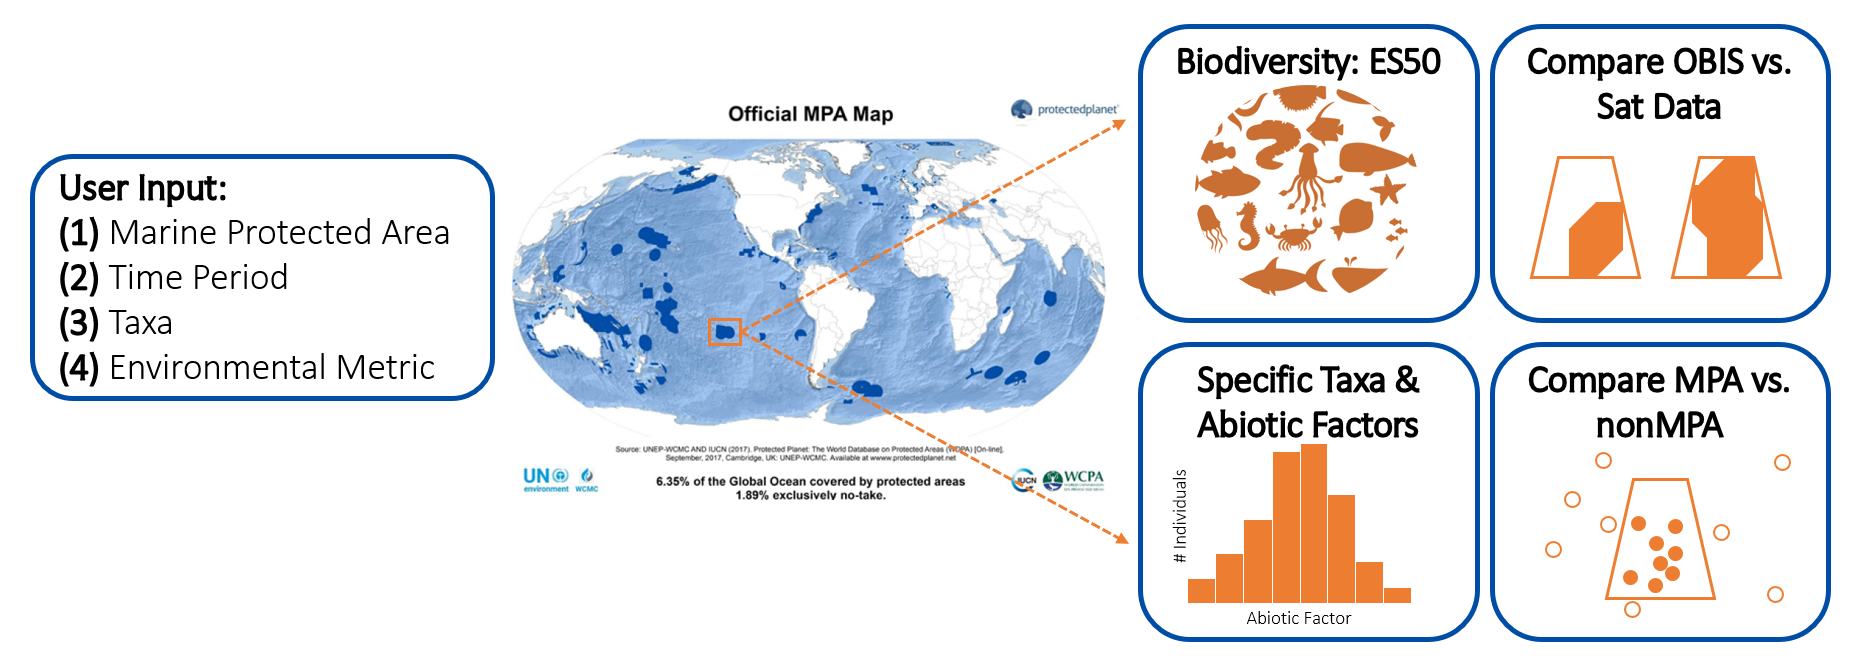 User Input:
(1) Marine Protected Area
(2) Time Period
(3) Taxa
(4) Environmental Metric
Official MPA Map
protectedplanet
Source: UNEP-WCMC AND IUCN (2017). Protected Planet: The World Database on Protected Areas (WDPA) [On-line],
September, 2017, Cambridge, UK: UNEP-WCMC. Available at wwww.protectedplanet.net
UN
environment
WCMC
6.35% of the Global Ocean covered by protected areas
1.89% exclusively no-take.
IUCN
WCPA
Biodiversity: ES50
Compare OBIS vs.
Sat Data
Specific Taxa &
Abiotic Factors
# Individuals
Abiotic Factor
Compare MPA vs.
nonMPA